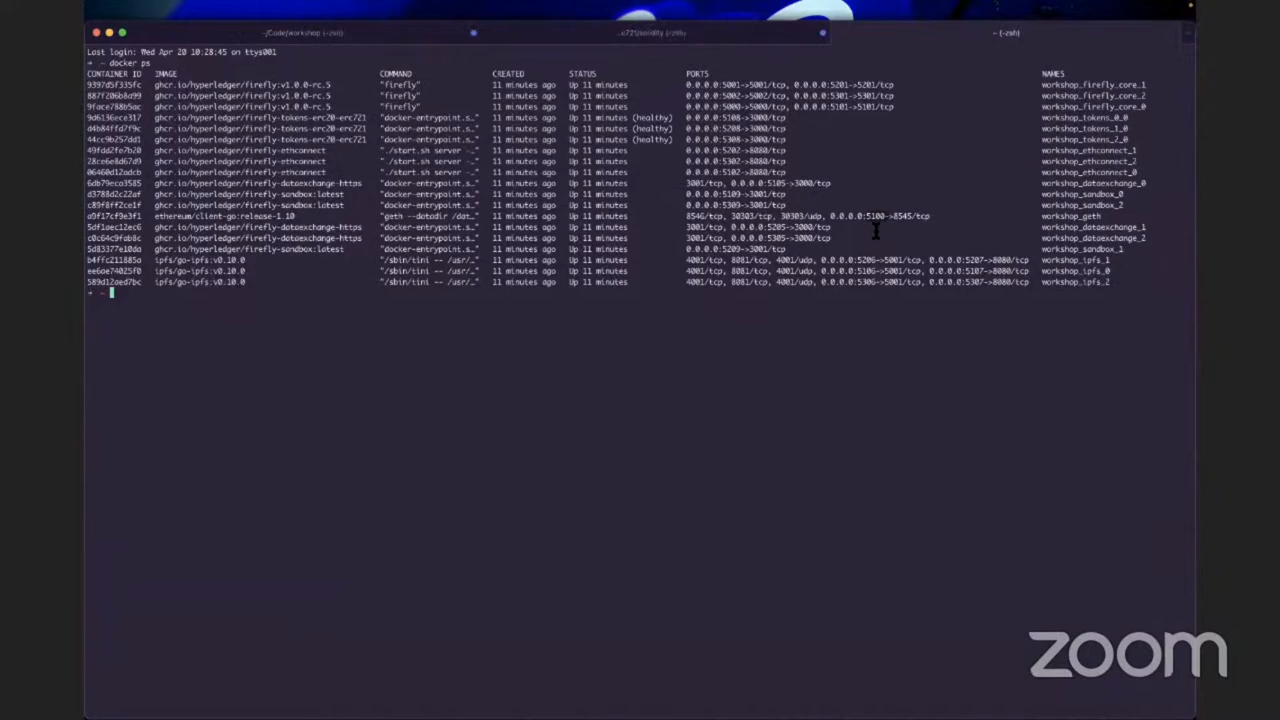 ~/Code/workshop (-zsh) ...c721/solidity (-zsh) ~ (-zsh)
Last login: Wed Apr 20 10:28:45 on ttys001
➜ ~ docker ps
CONTAINER ID IMAGE COMMAND CREATED STATUS PORTS NAMES
9397d5f335fc ghcr.io/hyperledger/firefly:v1.0.0-rc.5 "firefly" 11 minutes ago Up 11 minutes 0.0.0.0:5001->5001/tcp, 0.0.0.0:5201->5201/tcp workshop_firefly_core_1
887f206b8a99 ghcr.io/hyperledger/firefly:v1.0.0-rc.5 "firefly" 11 minutes ago Up 11 minutes 0.0.0.0:5002->5002/tcp, 0.0.0.0:5301->5301/tcp workshop_firefly_core_2
9face788b5ac ghcr.io/hyperledger/firefly:v1.0.0-rc.5 "firefly" 11 minutes ago Up 11 minutes 0.0.0.0:5000->5000/tcp, 0.0.0.0:5101->5101/tcp workshop_firefly_core_0
9d6136ece317 ghcr.io/hyperledger/firefly-tokens-erc20-erc721 "docker-entrypoint.s…" 11 minutes ago Up 11 minutes (healthy) 0.0.0.0:5108->3000/tcp workshop_tokens_0_0
d4b84ffd7f9c ghcr.io/hyperledger/firefly-tokens-erc20-erc721 "docker-entrypoint.s…" 11 minutes ago Up 11 minutes (healthy) 0.0.0.0:5208->3000/tcp workshop_tokens_1_0
44cc9b257dd1 ghcr.io/hyperledger/firefly-tokens-erc20-erc721 "docker-entrypoint.s…" 11 minutes ago Up 11 minutes (healthy) 0.0.0.0:5308->3000/tcp workshop_tokens_2_0
49fdd2fe7b20 ghcr.io/hyperledger/firefly-ethconnect "./start.sh server -…" 11 minutes ago Up 11 minutes 0.0.0.0:5202->8080/tcp workshop_ethconnect_1
28ce6e8d67d9 ghcr.io/hyperledger/firefly-ethconnect "./start.sh server -…" 11 minutes ago Up 11 minutes 0.0.0.0:5302->8080/tcp workshop_ethconnect_2
06460d12adcb ghcr.io/hyperledger/firefly-ethconnect "./start.sh server -…" 11 minutes ago Up 11 minutes 0.0.0.0:5102->8080/tcp workshop_ethconnect_0
6db79eca3585 ghcr.io/hyperledger/firefly-dataexchange-https "docker-entrypoint.s…" 11 minutes ago Up 11 minutes 3001/tcp, 0.0.0.0:5105->3000/tcp workshop_dataexchange_0
d3788d2c22af ghcr.io/hyperledger/firefly-sandbox:latest "docker-entrypoint.s…" 11 minutes ago Up 11 minutes 0.0.0.0:5109->3001/tcp workshop_sandbox_0
c89f8ff2ce1f ghcr.io/hyperledger/firefly-sandbox:latest "docker-entrypoint.s…" 11 minutes ago Up 11 minutes 0.0.0.0:5309->3001/tcp workshop_sandbox_2
a9f17cf9e3f1 ethereum/client-go:release-1.10 "geth --datadir /dat…" 11 minutes ago Up 11 minutes 8546/tcp, 30303/tcp, 30303/udp, 0.0.0.0:5100->8545/tcp workshop_geth
5df1aec12ec6 ghcr.io/hyperledger/firefly-dataexchange-https "docker-entrypoint.s…" 11 minutes ago Up 11 minutes 3001/tcp, 0.0.0.0:5205->3000/tcp workshop_dataexchange_1
c0c64c9fab8c ghcr.io/hyperledger/firefly-dataexchange-https "docker-entrypoint.s…" 11 minutes ago Up 11 minutes 3001/tcp, 0.0.0.0:5305->3000/tcp workshop_dataexchange_2
5d83377e6749 ghcr.io/hyperledger/firefly-sandbox:latest "docker-entrypoint.s…" 11 minutes ago Up 11 minutes 0.0.0.0:5209->3001/tcp workshop_sandbox_1
b4ffc211885a ipfs/go-ipfs:v0.10.0 "/sbin/tini -- /usr/…" 11 minutes ago Up 11 minutes 4001/tcp, 8081/tcp, 4001/udp, 0.0.0.0:5206->5001/tcp, 0.0.0.0:5207->8080/tcp workshop_ipfs_1
ee6ae74025f0 ipfs/go-ipfs:v0.10.0 "/sbin/tini -- /usr/…" 11 minutes ago Up 11 minutes 4001/tcp, 8081/tcp, 4001/udp, 0.0.0.0:5106->5001/tcp, 0.0.0.0:5107->8080/tcp workshop_ipfs_0
589d12aed7bc ipfs/go-ipfs:v0.10.0 "/sbin/tini -- /usr/…" 11 minutes ago Up 11 minutes 4001/tcp, 8081/tcp, 4001/udp, 0.0.0.0:5306->5001/tcp, 0.0.0.0:5307->8080/tcp workshop_ipfs_2
➜ ~
zoom